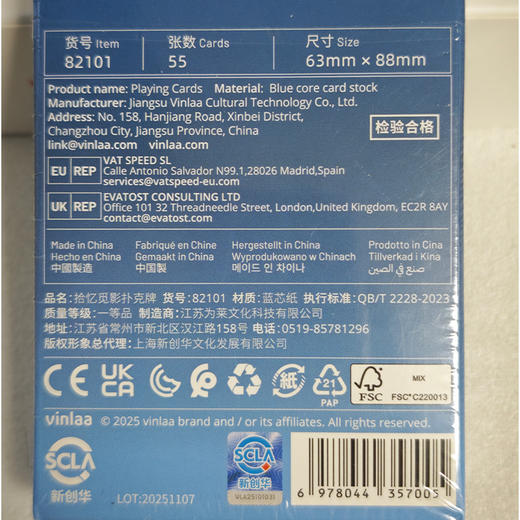 货号 Item 张数 Cards 尺寸 Size
82101 55 63mm × 88mm
Product name: Playing Cards Material: Blue core card stock
Manufacturer: Jiangsu Vinlaa Cultural Technology Co., Ltd.
Address: No. 158, Hanjiang Road, Xinbei District,
Changzhou City, Jiangsu Province, China
link@vinlaa.com vinlaa.com
检验合格
EU REP VAT SPEED SL
Calle Antonio Salvador N99.1,28026 Madrid,Spain
services@vatspeed-eu.com
UK REP EVATOST CONSULTING LTD
Office 101 32 Threadneedle Street, London,United Kingdom, EC2R 8AY
contact@evatost.com
Made in China Fabriqué en Chine Hergestellt in China Prodotto in Cina
Hecho en China Gemaakt in China Wyprodukowano w Chinach Tillverkad i Kina
中國製造 中国製 メイド イン チャイナ صنع في الصين
品名：拾忆觅影扑克牌 货号：82101 材质：蓝芯纸 执行标准：QB/T 2228-2023
质量等级：一等品 制造商：江苏为莱文化科技有限公司
地址：江苏省常州市新北区汉江路158号 电话：0519-85781296
版权形象总代理：上海新创华文化发展有限公司
CE UK CA 紙 21 PAP FSC MIX FSC® C220013
vinlaa © 2025 vinlaa brand and / or its affiliates. All rights reserved.
SCLA 新创华
LOT: 20251107
SCLA 新创华
6 978044 357005